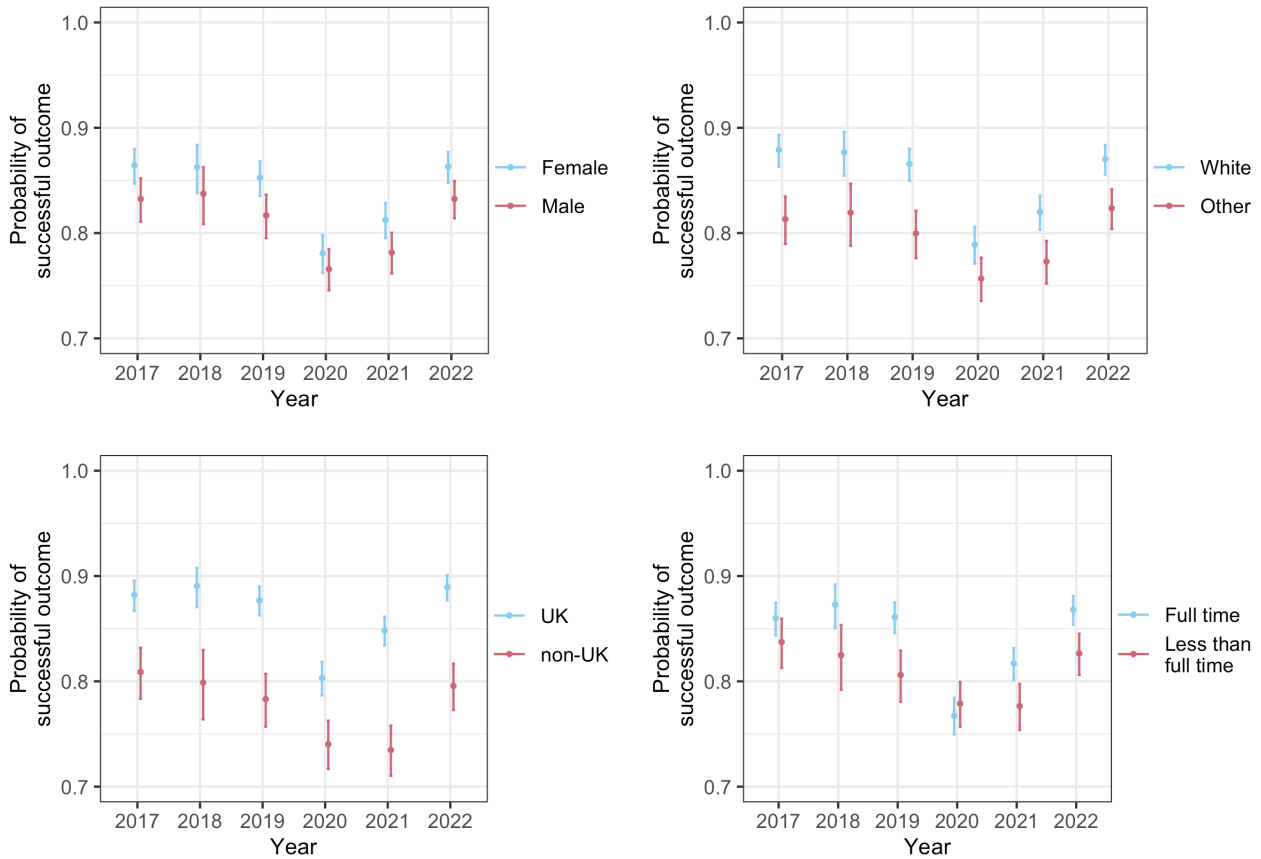 Probability of
successful outcome
1.0
0.9
0.8
0.7
2017 2018 2019 2020 2021 2022
Year
Female
Male
Probability of
successful outcome
1.0
0.9
0.8
0.7
2017 2018 2019 2020 2021 2022
Year
White
Other
Probability of
successful outcome
1.0
0.9
0.8
0.7
2017 2018 2019 2020 2021 2022
Year
UK
non-UK
Probability of
successful outcome
1.0
0.9
0.8
0.7
2017 2018 2019 2020 2021 2022
Year
Full time
Less than
full time